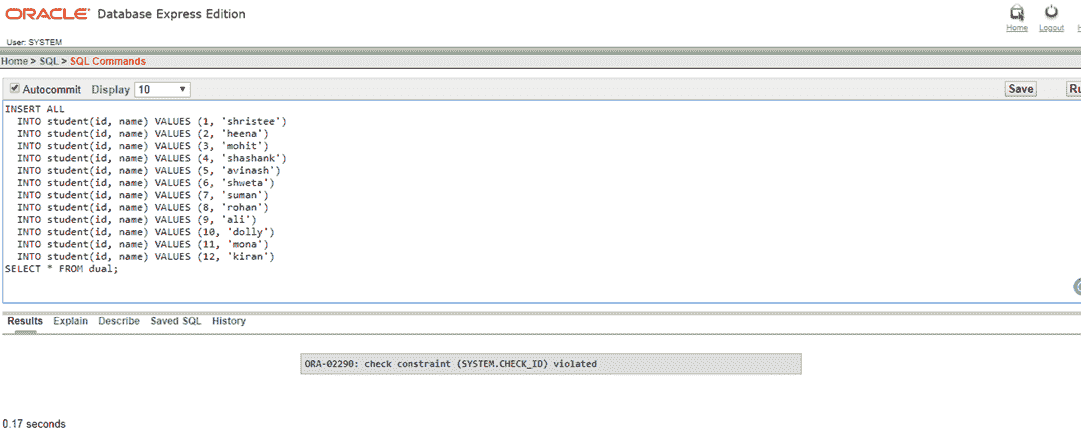 ORACLE® Database Express Edition
Home Logout
User: SYSTEM
Home > SQL > SQL Commands
Autocommit Display 10 Save
INSERT ALL
INTO student(id, name) VALUES (1, 'shristee')
INTO student(id, name) VALUES (2, 'heena')
INTO student(id, name) VALUES (3, 'mohit')
INTO student(id, name) VALUES (4, 'shashank')
INTO student(id, name) VALUES (5, 'avinash')
INTO student(id, name) VALUES (6, 'shweta')
INTO student(id, name) VALUES (7, 'suman')
INTO student(id, name) VALUES (8, 'rohan')
INTO student(id, name) VALUES (9, 'ali')
INTO student(id, name) VALUES (10, 'dolly')
INTO student(id, name) VALUES (11, 'mona')
INTO student(id, name) VALUES (12, 'kiran')
SELECT * FROM dual;
Results Explain Describe Saved SQL History
ORA-02290: check constraint (SYSTEM.CHECK_ID) violated
0.17 seconds